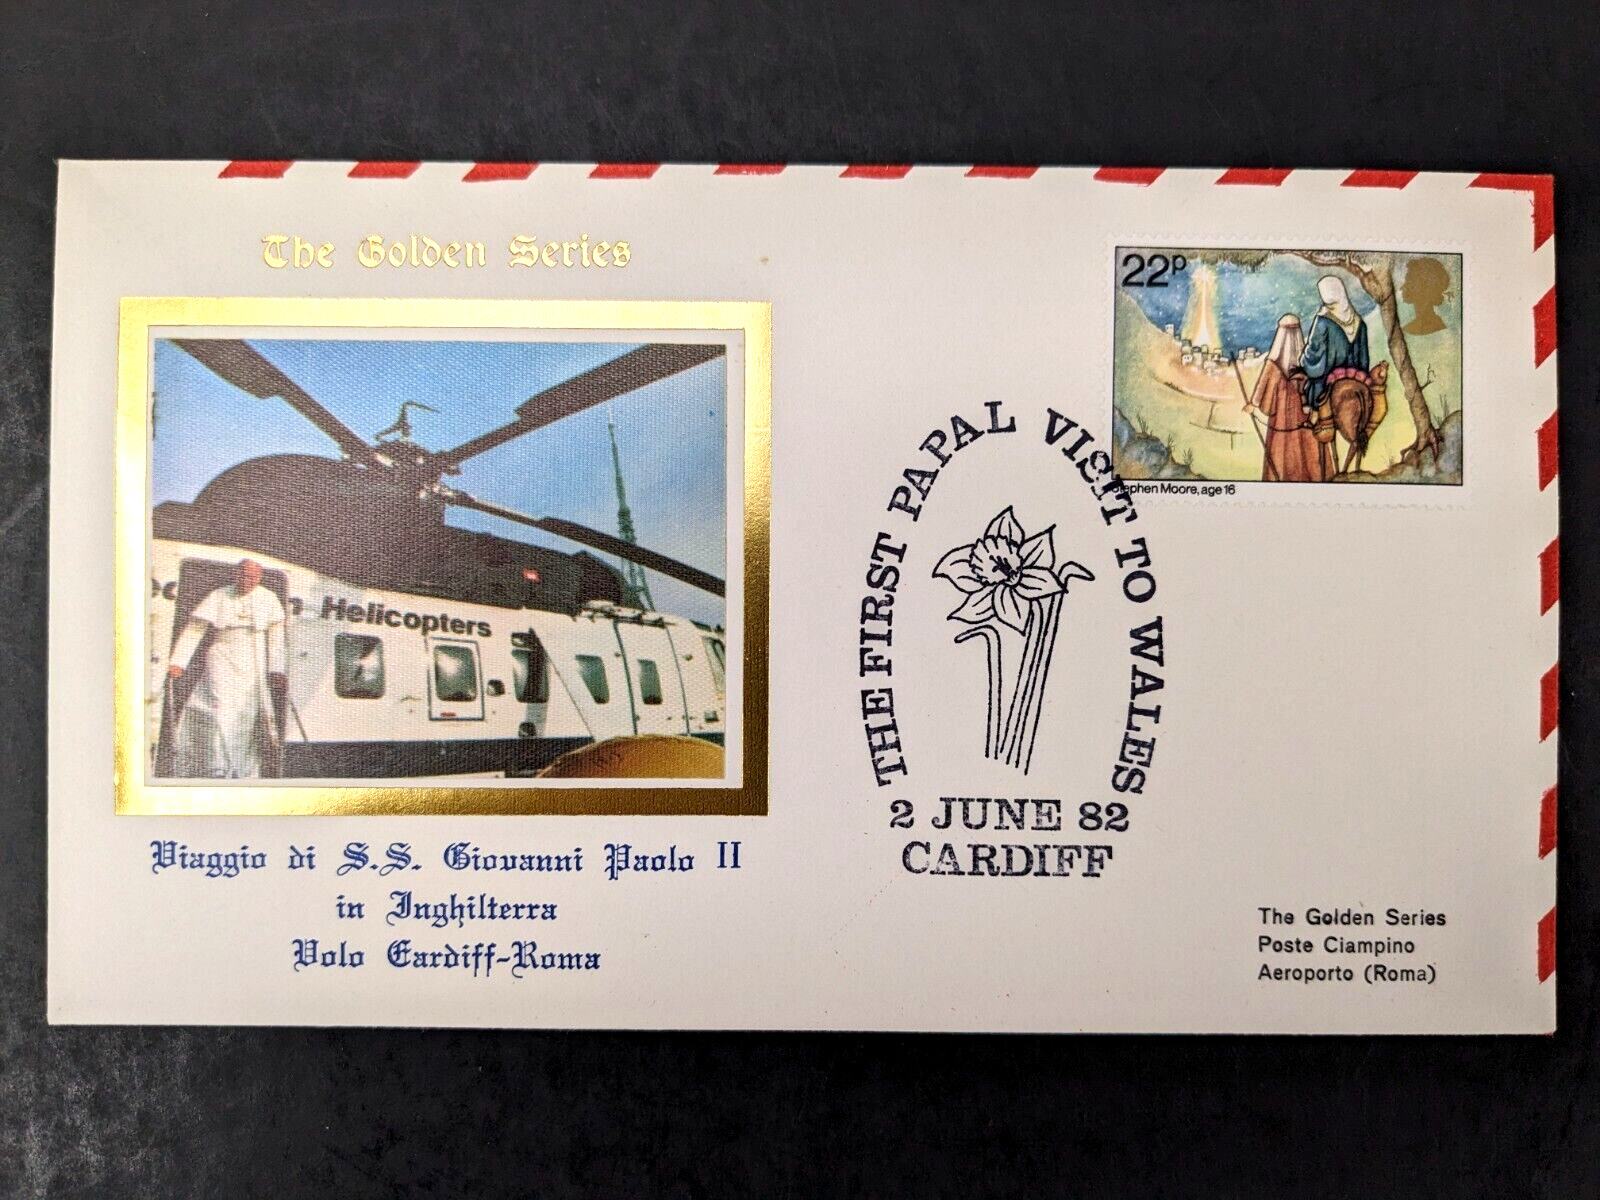 The Golden Series
Helicopters
Viaggio di S.S. Giovanni Paolo II
in Inghilterra
Volo Cardiff-Roma
22P
Stephen Moore, age 16
THE FIRST PAPAL VISIT TO WALES
2 JUNE 82
CARDIFF
The Golden Series
Poste Ciampino
Aeroporto (Roma)